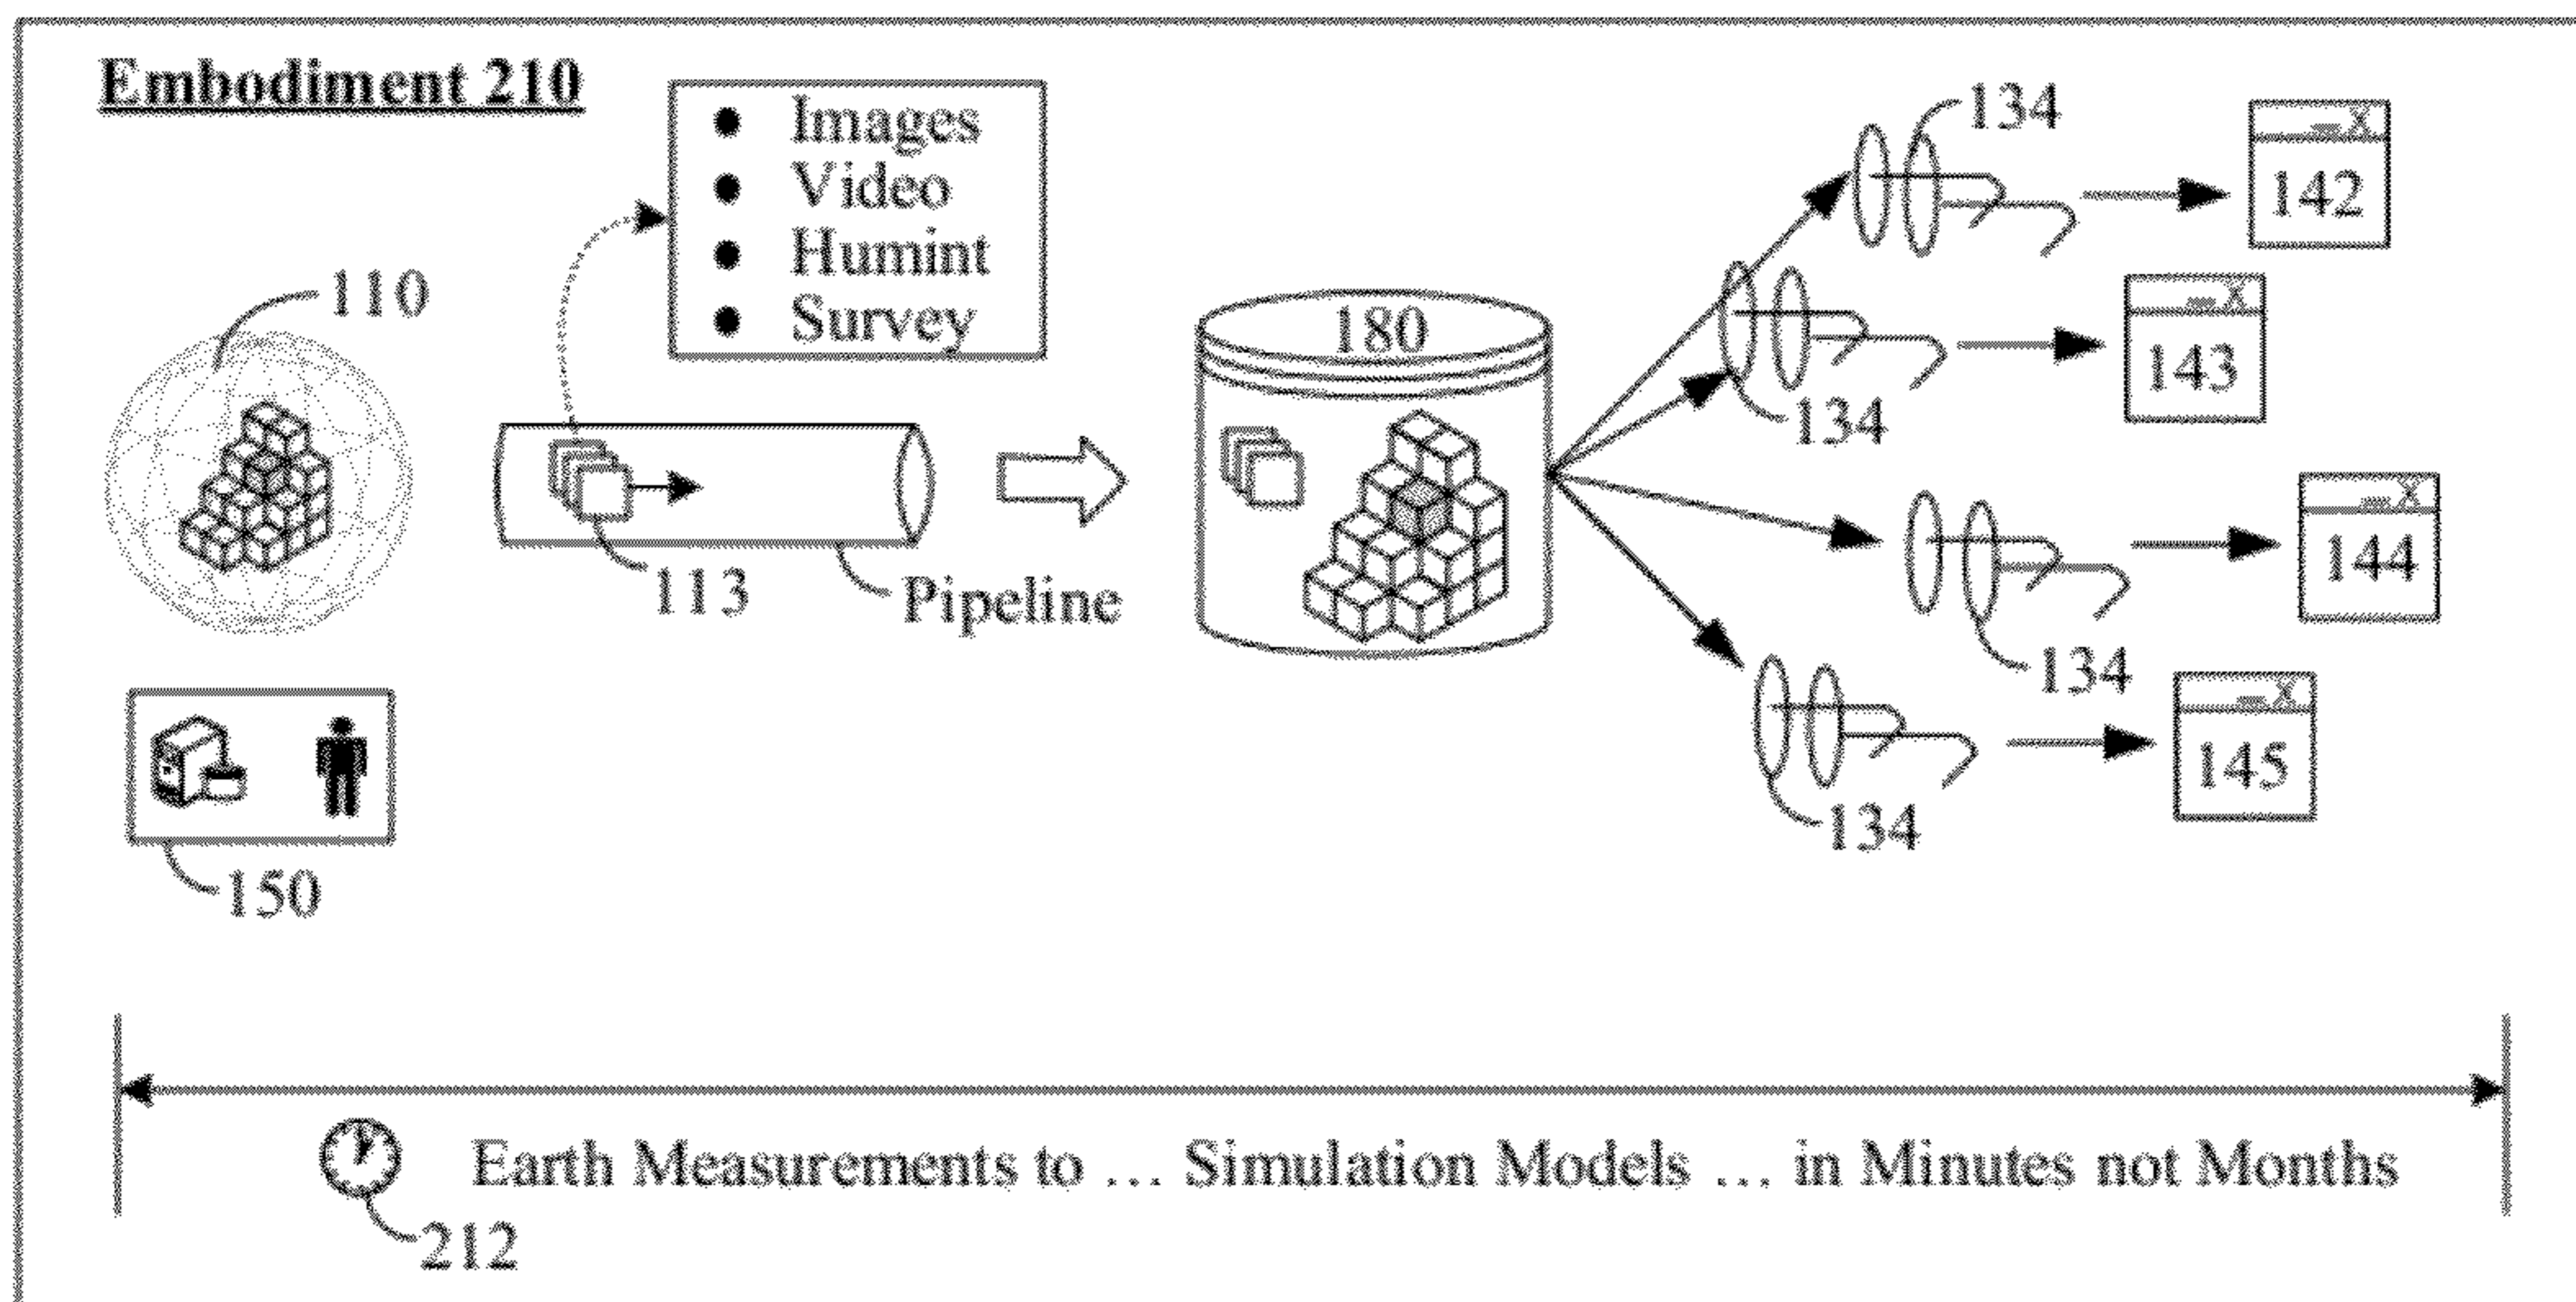 Embodiment 210
• Images
• Video
• Humint
• Survey
110
113
Pipeline
150
180
134
142
134
143
144
134
145
134
Earth Measurements to ... Simulation Models ... in Minutes not Months
212